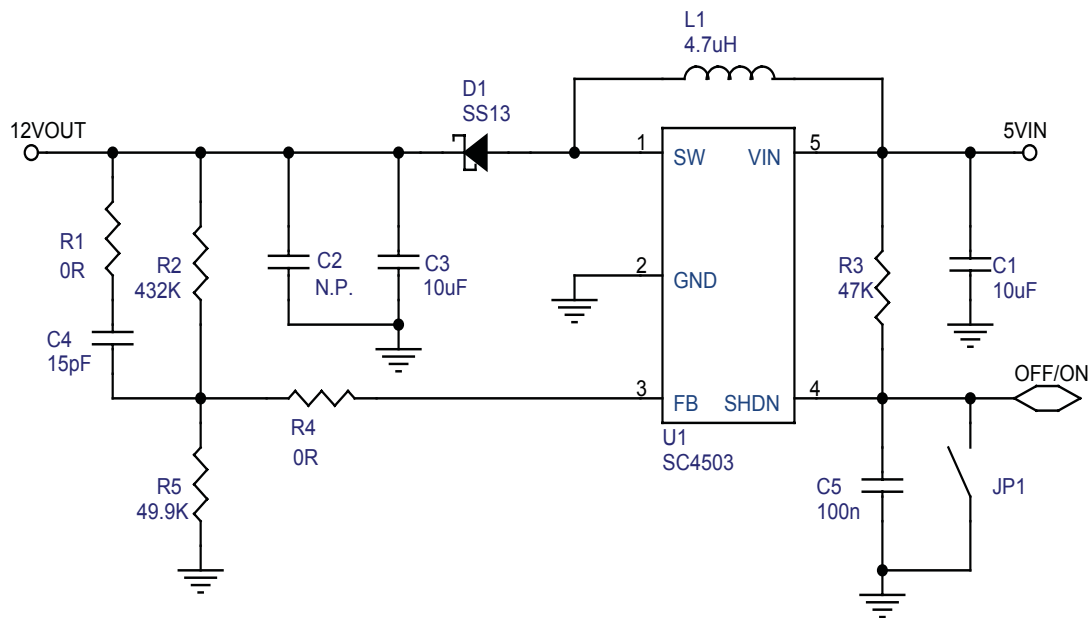 L1
4.7uH
D1
SS13
12VOUT
1
SW
VIN
5
5VIN
R1
0R
R2
432K
C2
N.P.
C3
10uF
2
GND
R3
47K
C1
10uF
C4
15pF
OFF/ON
3
FB
SHDN
4
R4
0R
U1
SC4503
R5
49.9K
C5
100n
JP1